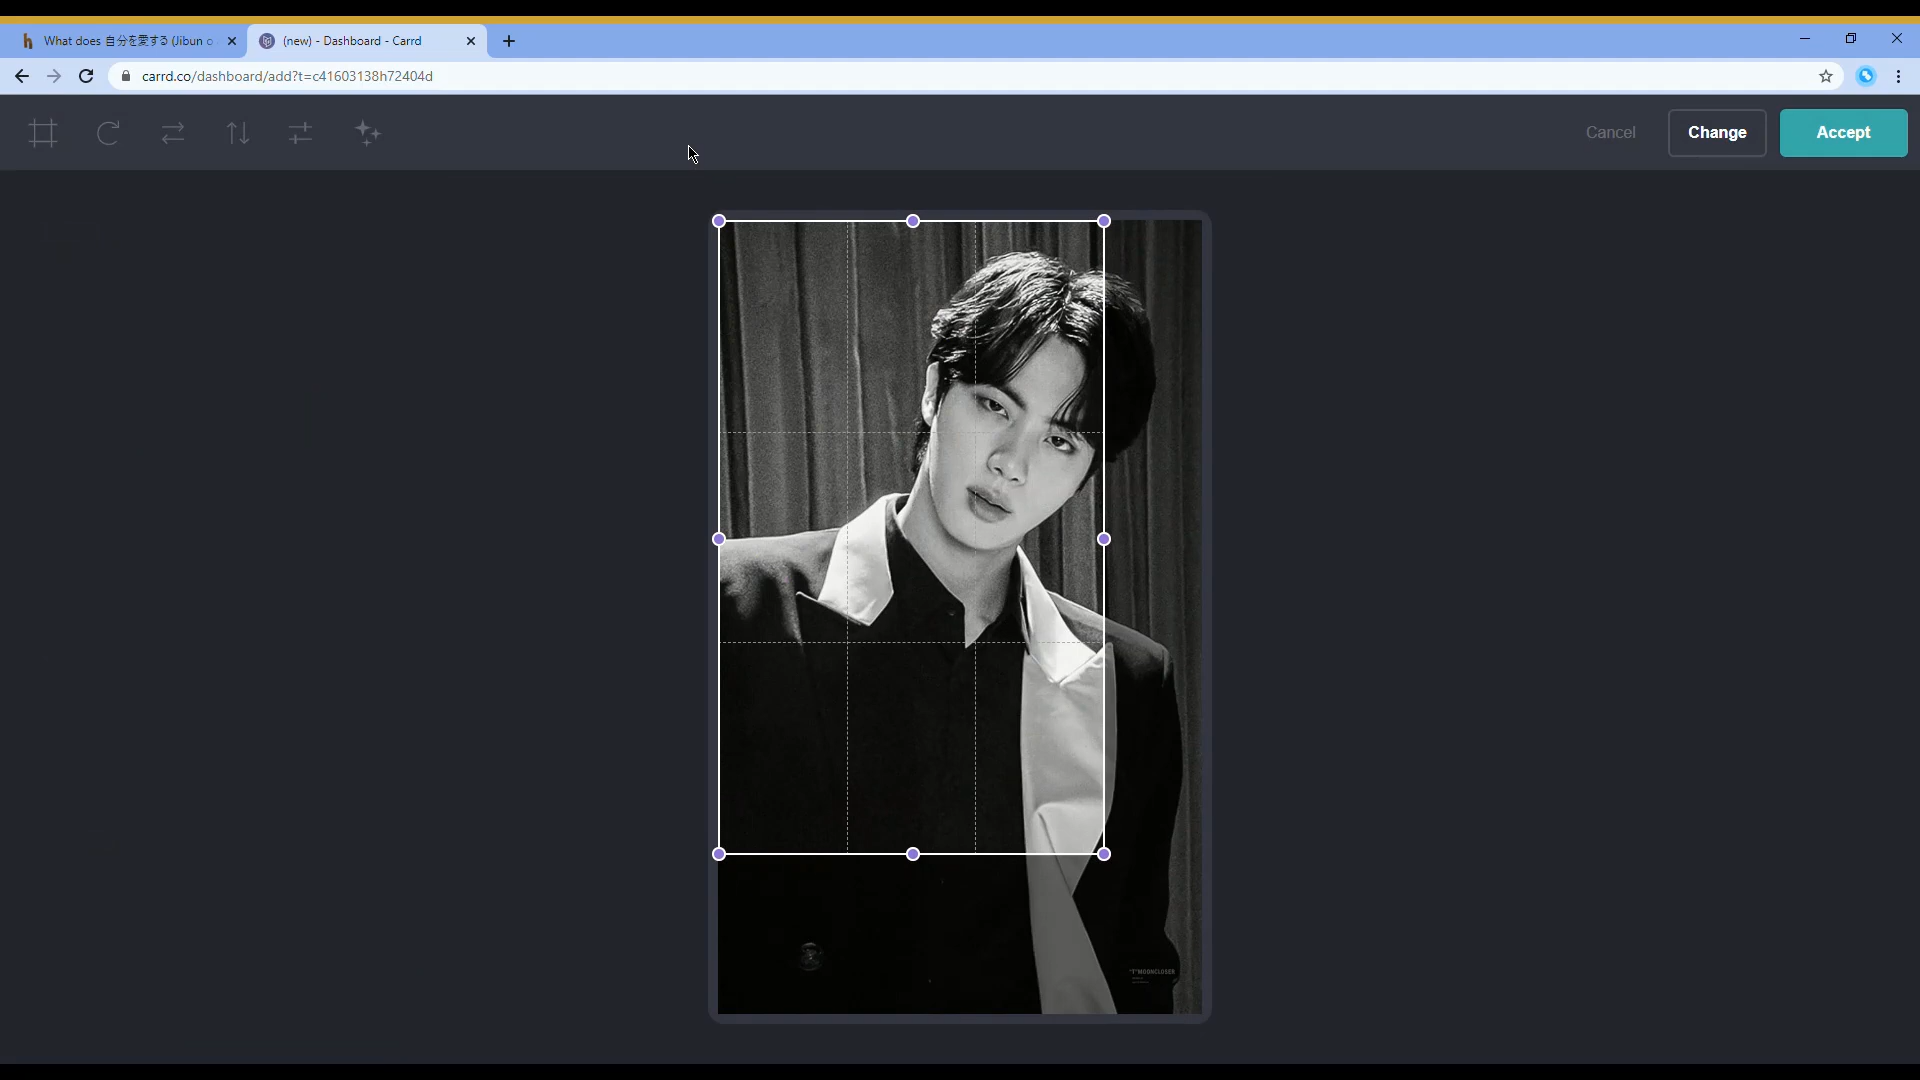 What does 自分を愛する (Jibun o
(new) - Dashboard - Carrd
carrd.co/dashboard/add?t=c41603138h72404d
Cancel
Change
Accept
"T"MOONCLOSER